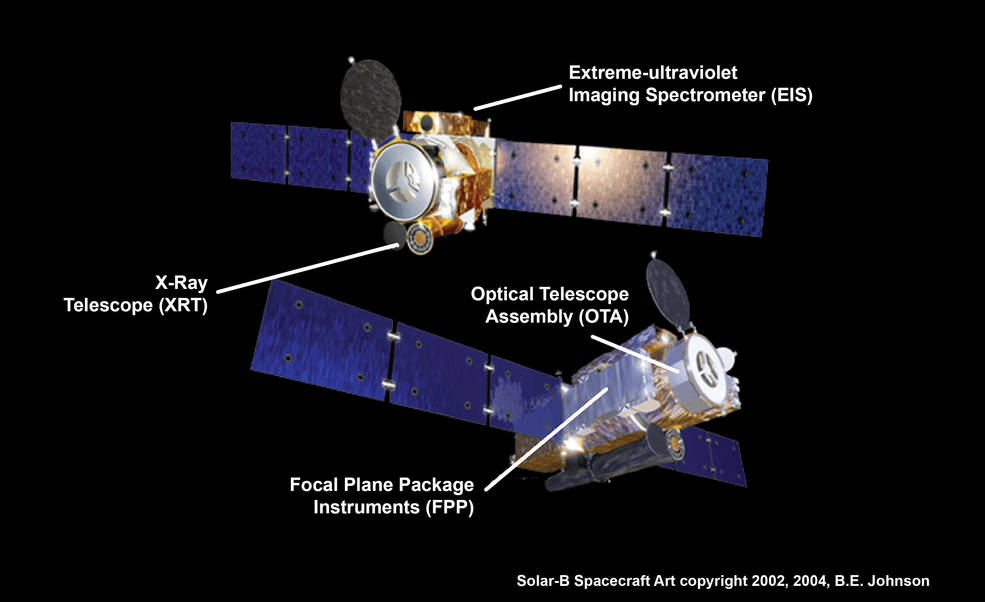 Extreme-ultraviolet
Imaging Spectrometer (EIS)
X-Ray
Telescope (XRT)
Optical Telescope
Assembly (OTA)
Focal Plane Package
Instruments (FPP)
Solar-B Spacecraft Art copyright 2002, 2004, B.E. Johnson